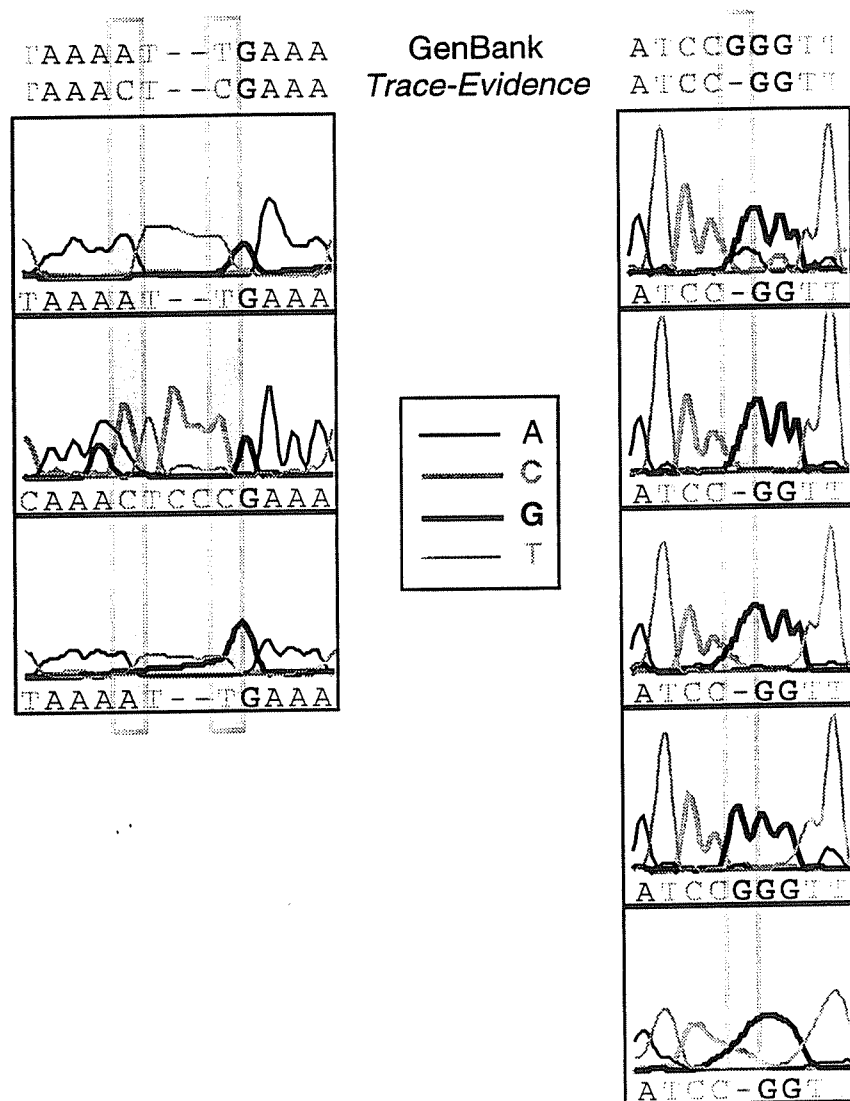 TAAAAT--TGAAA
TAAACT--CGAAA
GenBank
Trace-Evidence
ATCCGGGTT
ATCC-GGTT
TAAAAT--TGAAA
CAAACTCCCGAAA
TAAAAT--TGAAA
A
C
G
T
ATCC-GGTT
ATCC-GGTT
ATCC-GGTT
ATCCGGGTT
ATCC-GGT